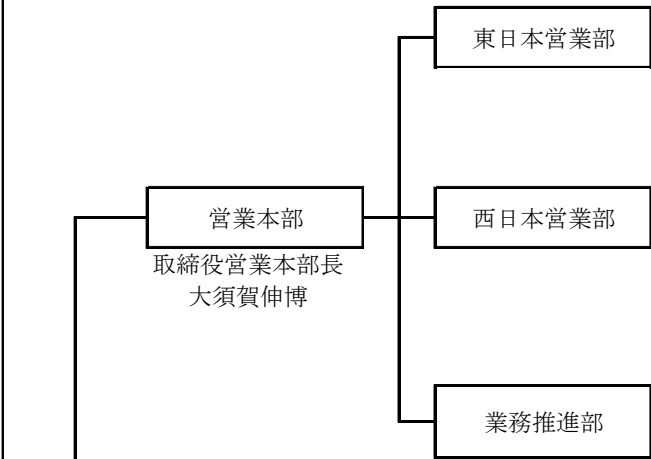 東日本営業部
営業本部
取締役営業本部長
大須賀伸博
西日本営業部
業務推進部